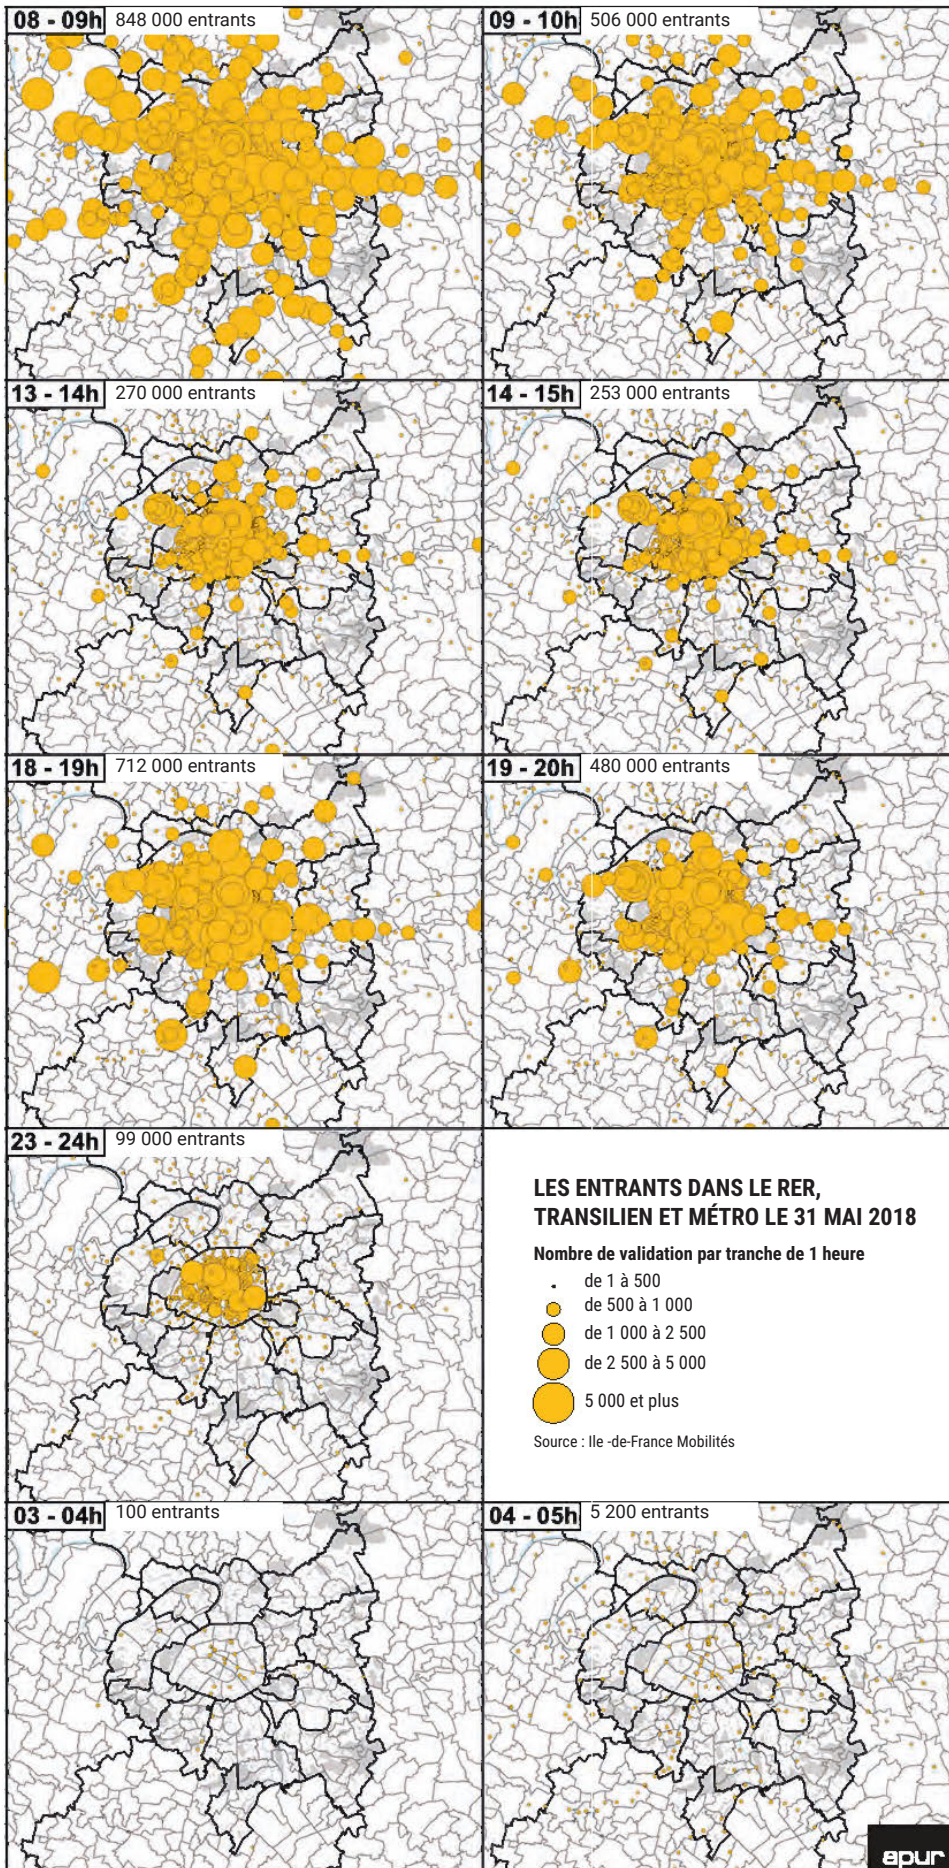 08 - 09h 848 000 entrants
09 - 10h 506 000 entrants
13 - 14h 270 000 entrants
14 - 15h 253 000 entrants
18 - 19h 712 000 entrants
19 - 20h 480 000 entrants
23 - 24h 99 000 entrants
LES ENTRANTS DANS LE RER,
TRANSILIEN ET MÉTRO LE 31 MAI 2018
Nombre de validation par tranche de 1 heure
de 1 à 500
de 500 à 1 000
de 1 000 à 2 500
de 2 500 à 5 000
5 000 et plus
Source : Ile -de-France Mobilités
03 - 04h 100 entrants
04 - 05h 5 200 entrants
apur